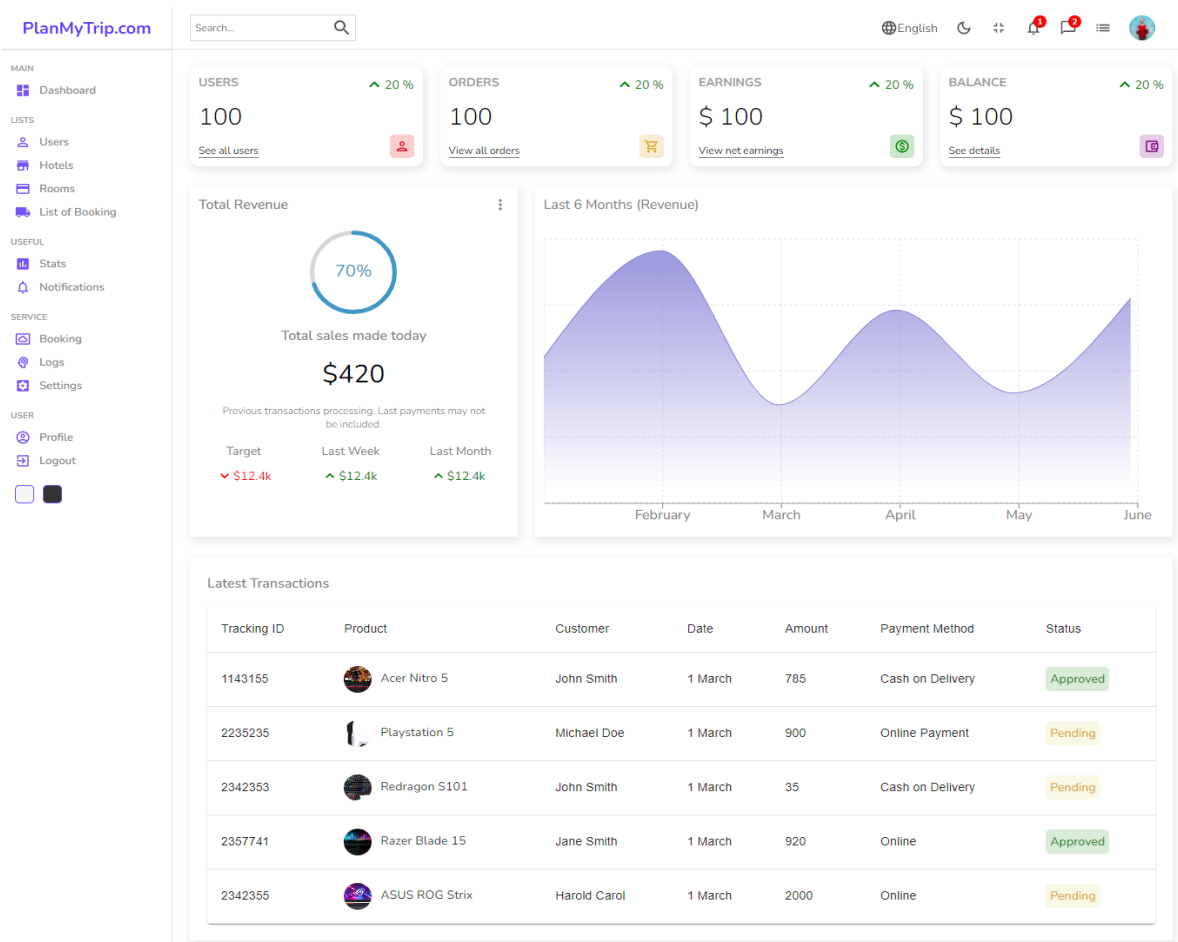 PlanMyTrip.com
Search...
English
1
2
MAIN
Dashboard
LISTS
Users
Hotels
Rooms
List of Booking
USEFUL
Stats
Notifications
SERVICE
Booking
Logs
Settings
USER
Profile
Logout
USERS
20 %
100
See all users
ORDERS
20 %
100
View all orders
EARNINGS
20 %
$ 100
View net earnings
BALANCE
20 %
$ 100
See details
Total Revenue
70%
Total sales made today
$420
Previous transactions processing. Last payments may not
be included.
Target Last Week Last Month
$12.4k $12.4k $12.4k
Last 6 Months (Revenue)
February March April May June
Latest Transactions
Tracking ID Product Customer Date Amount Payment Method Status
1143155 Acer Nitro 5 John Smith 1 March 785 Cash on Delivery Approved
2235235 Playstation 5 Michael Doe 1 March 900 Online Payment Pending
2342353 Redragon S101 John Smith 1 March 35 Cash on Delivery Pending
2357741 Razer Blade 15 Jane Smith 1 March 920 Online Approved
2342355 ASUS ROG Strix Harold Carol 1 March 2000 Online Pending